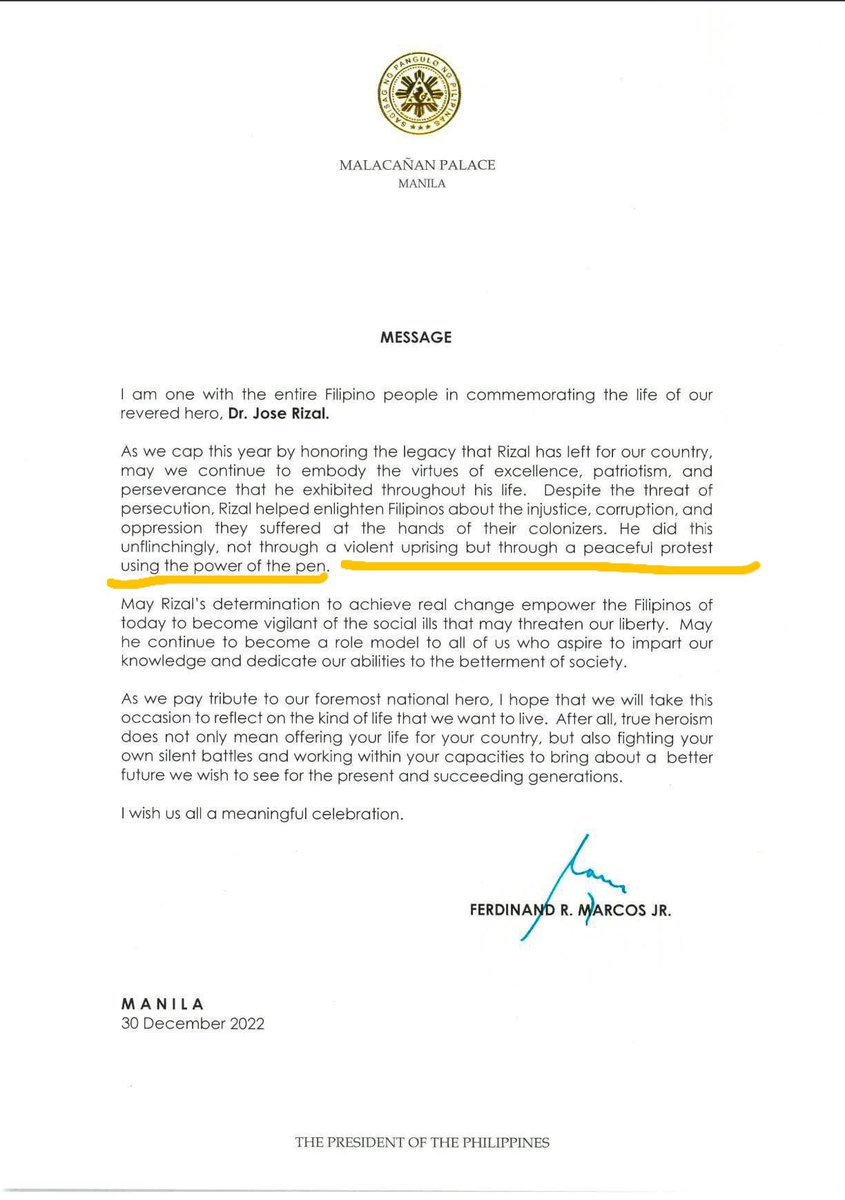 SAGISAG NG PANGULO NG PILIPINAS
MALACAÑAN PALACE
MANILA
MESSAGE
I am one with the entire Filipino people in commemorating the life of our
revered hero, Dr. Jose Rizal.
As we cap this year by honoring the legacy that Rizal has left for our country,
may we continue to embody the virtues of excellence, patriotism, and
perseverance that he exhibited throughout his life. Despite the threat of
persecution, Rizal helped enlighten Filipinos about the injustice, corruption, and
oppression they suffered at the hands of their colonizers. He did this
unflinchingly, not through a violent uprising but through a peaceful protest
using the power of the pen.
May Rizal's determination to achieve real change empower the Filipinos of
today to become vigilant of the social ills that may threaten our liberty. May
he continue to become a role model to all of us who aspire to impart our
knowledge and dedicate our abilities to the betterment of society.
As we pay tribute to our foremost national hero, I hope that we will take this
occasion to reflect on the kind of life that we want to live. After all, true heroism
does not only mean offering your life for your country, but also fighting your
own silent battles and working within your capacities to bring about a better
future we wish to see for the present and succeeding generations.
I wish us all a meaningful celebration.
FERDINAND R. MARCOS JR.
MANILA
30 December 2022
THE PRESIDENT OF THE PHILIPPINES